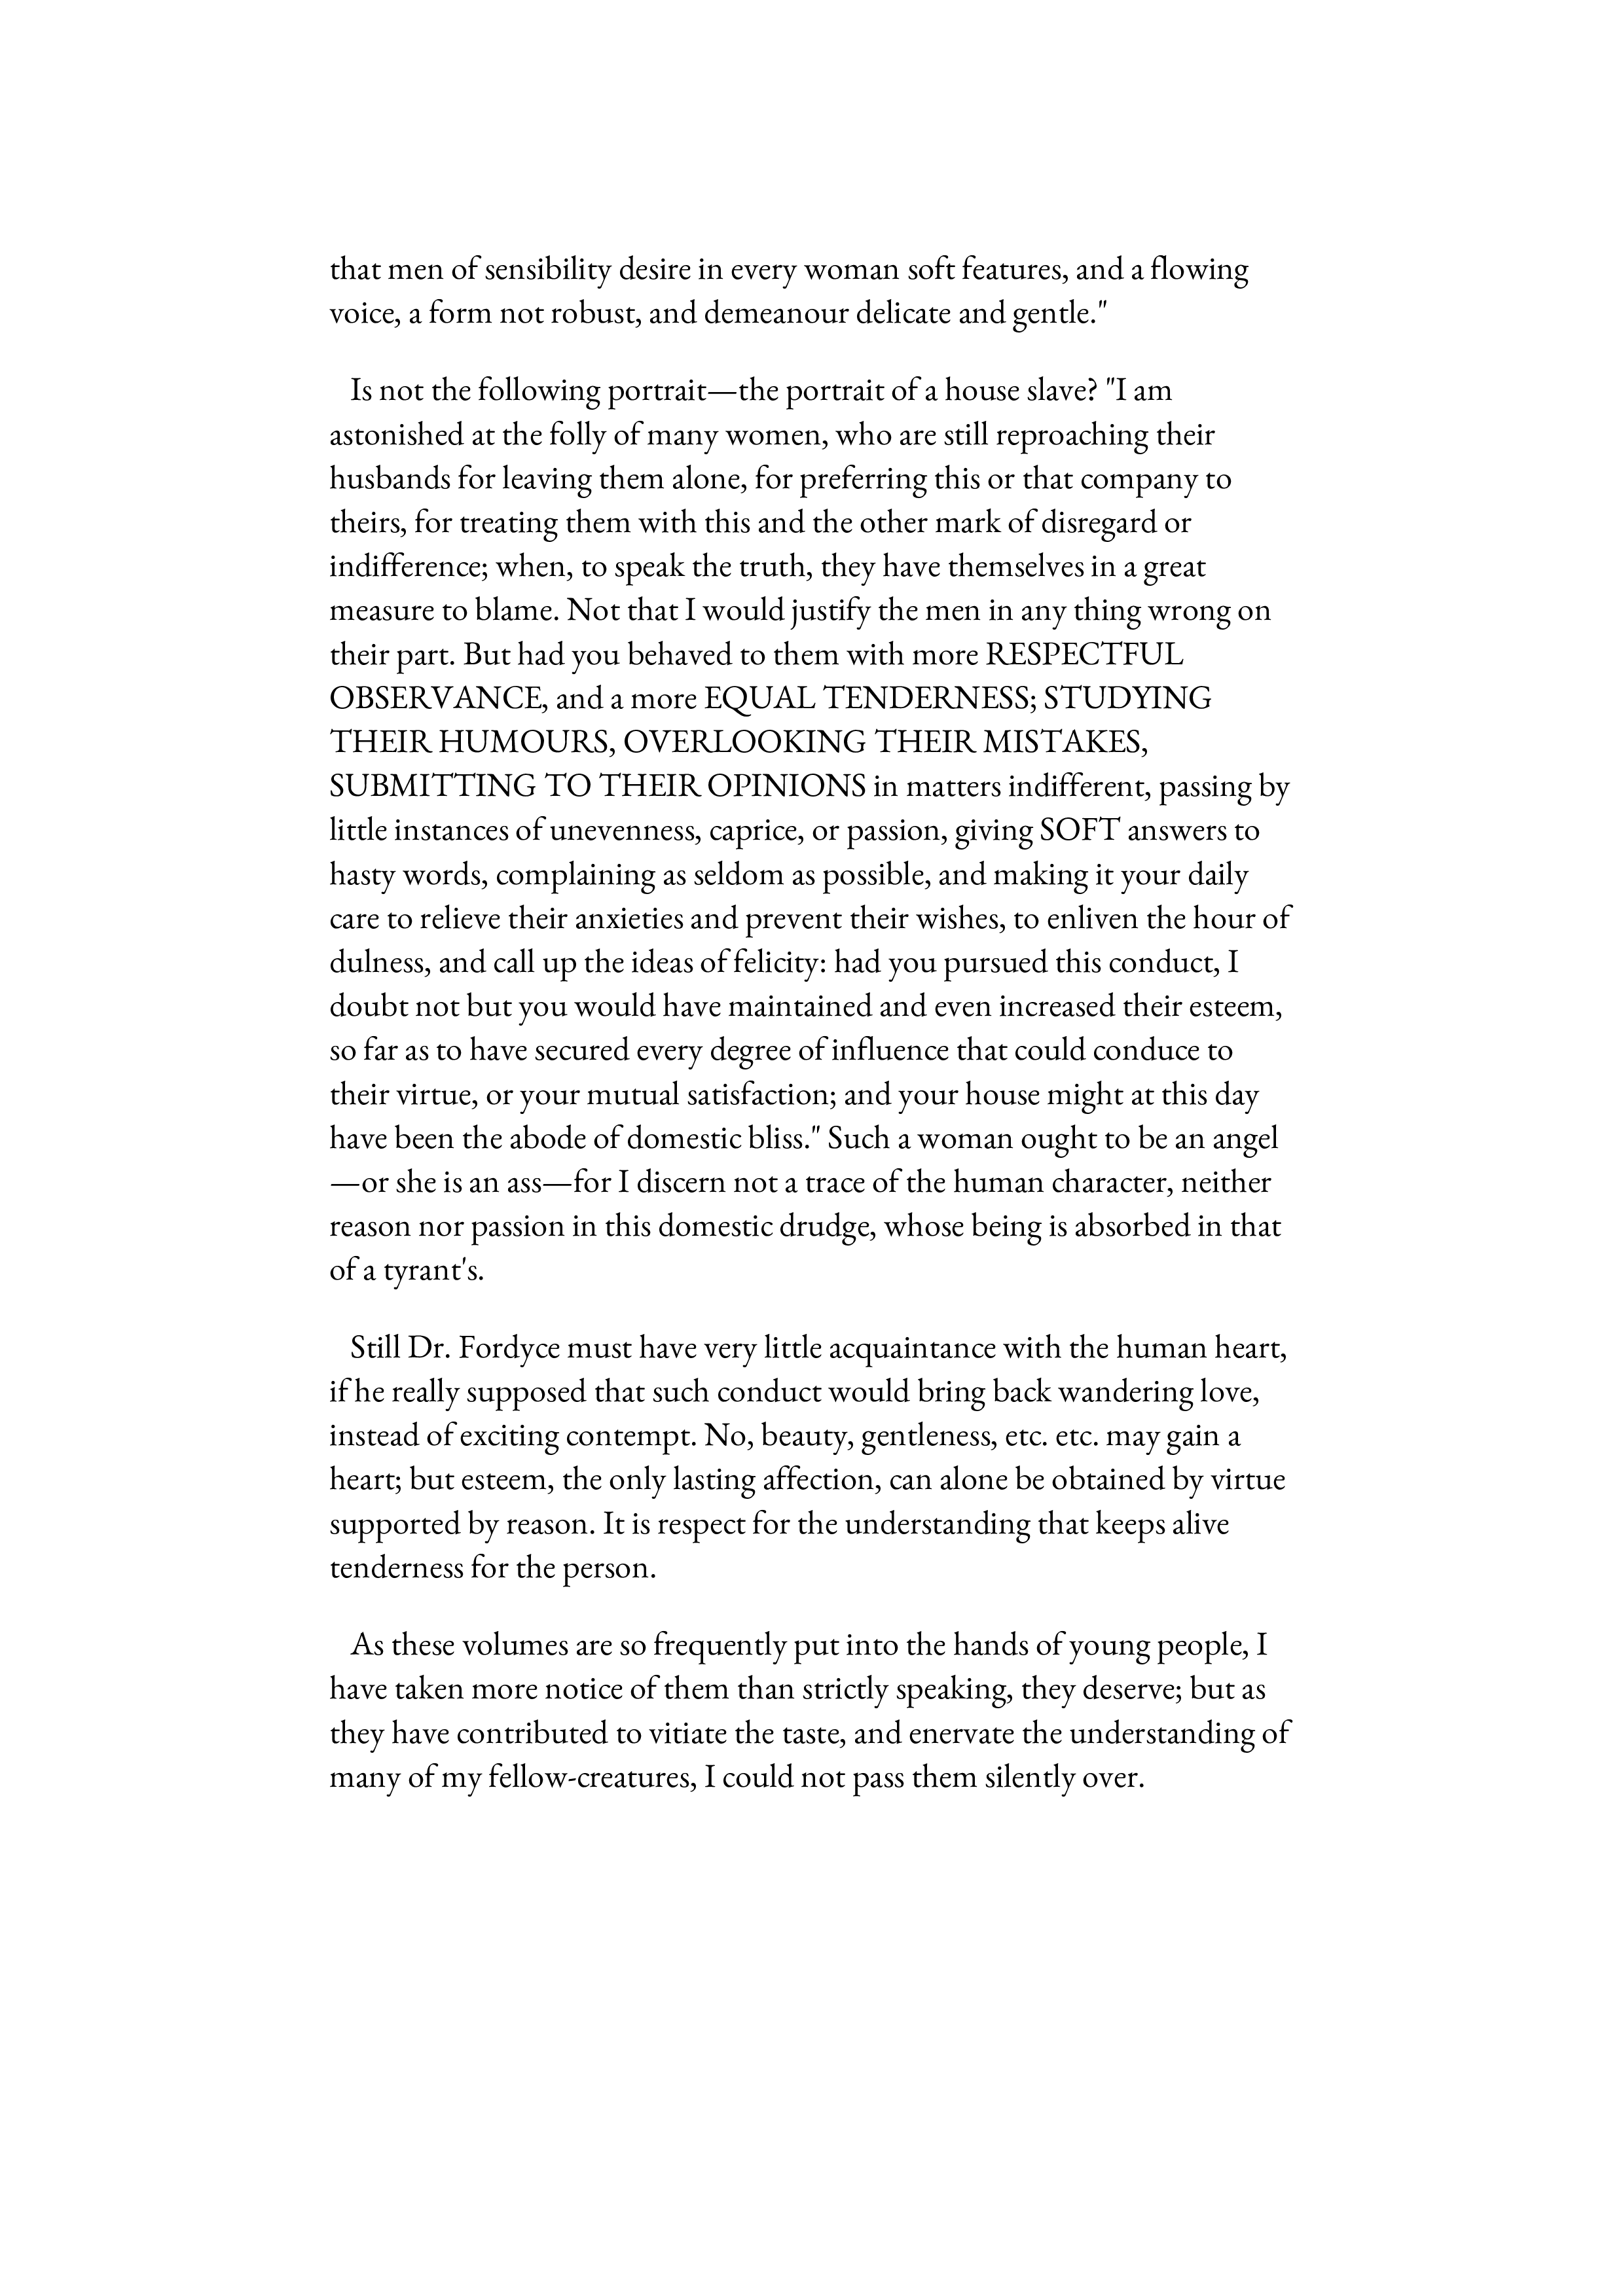 that men of sensibility desire in every woman soft features, and a flowing
voice, a form not robust, and demeanour delicate and gentle."
Is not the following portrait—the portrait of a house slave? "I am
astonished at the folly of many women, who are still reproaching their
husbands for leaving them alone, for preferring this or that company to
theirs, for treating them with this and the other mark of disregard or
indifference; when, to speak the truth, they have themselves in a great
measure to blame. Not that I would justify the men in any thing wrong on
their part. But had you behaved to them with more RESPECTFUL
OBSERVANCE, and a more EQUAL TENDERNESS; STUDYING
THEIR HUMOURS, OVERLOOKING THEIR MISTAKES,
SUBMITTING TO THEIR OPINIONS in matters indifferent, passing by
little instances of unevenness, caprice, or passion, giving SOFT answers to
hasty words, complaining as seldom as possible, and making it your daily
care to relieve their anxieties and prevent their wishes, to enliven the hour of
dulness, and call up the ideas of felicity: had you pursued this conduct, I
doubt not but you would have maintained and even increased their esteem,
so far as to have secured every degree of influence that could conduce to
their virtue, or your mutual satisfaction; and your house might at this day
have been the abode of domestic bliss." Such a woman ought to be an angel
—or she is an ass—for I discern not a trace of the human character, neither
reason nor passion in this domestic drudge, whose being is absorbed in that
of a tyrant's.
Still Dr. Fordyce must have very little acquaintance with the human heart,
if he really supposed that such conduct would bring back wandering love,
instead of exciting contempt. No, beauty, gentleness, etc. etc. may gain a
heart; but esteem, the only lasting affection, can alone be obtained by virtue
supported by reason. It is respect for the understanding that keeps alive
tenderness for the person.
As these volumes are so frequently put into the hands of young people, I
have taken more notice of them than strictly speaking, they deserve; but as
they have contributed to vitiate the taste, and enervate the understanding of
many of my fellow-creatures, I could not pass them silently over.